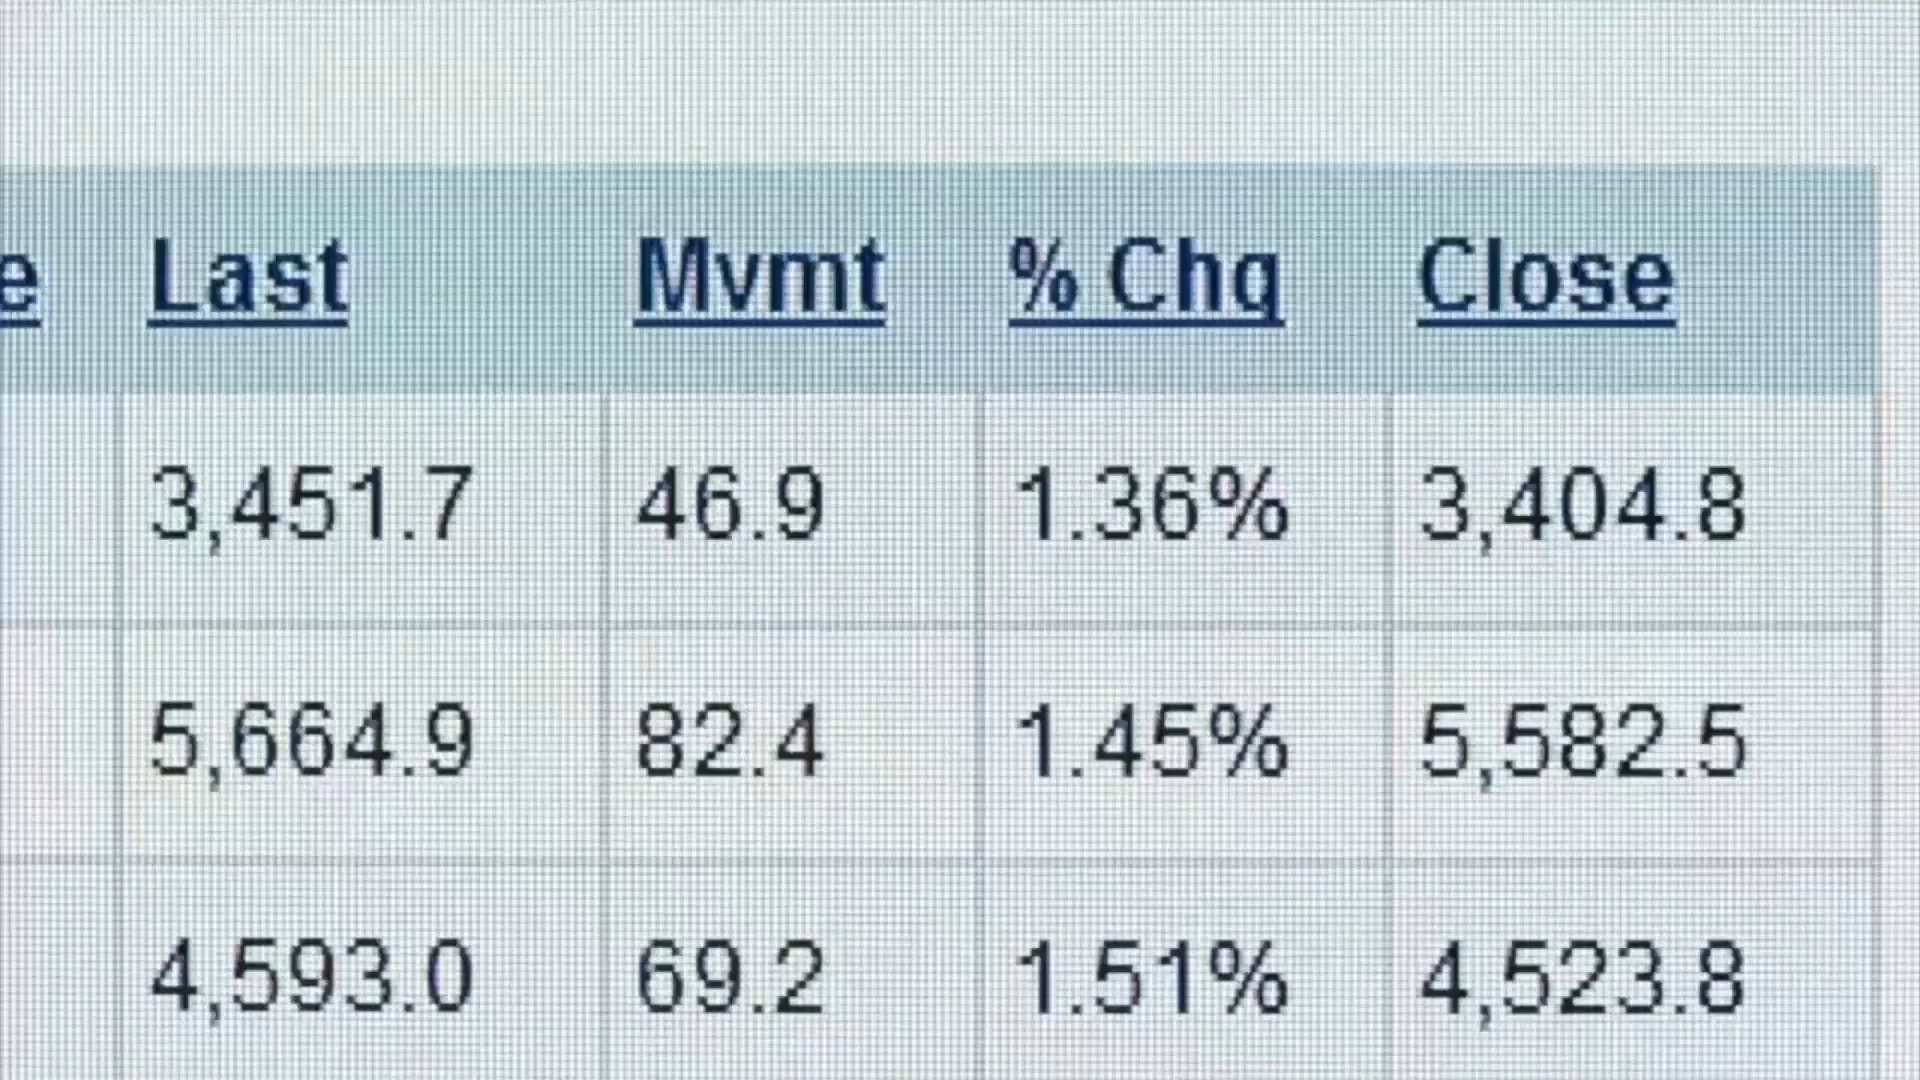 e Last Mvmt % Chg Close
3,451.7 46.9 1.36% 3,404.8
5,664.9 82.4 1.45% 5,582.5
4,593.0 69.2 1.51% 4,523.8